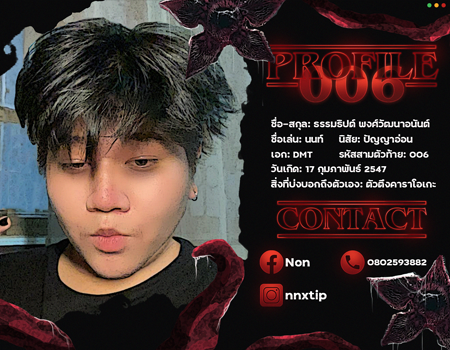 PROFILE
006
ชื่อ-สกุล: ธรรมธิปต์ พงศ์วัฒนาอนันต์
ชื่อเล่น: นนท์ นิสัย: ปัญญาอ่อน
เอก: DMT รหัสสามตัวท้าย: 006
วันเกิด: 17 กุมภาพันธ์ 2547
สิ่งที่บ่งบอกถึงตัวเอง: ตัวตึงคาราโอเกะ
CONTACT
Non 0802593882
nnxtip